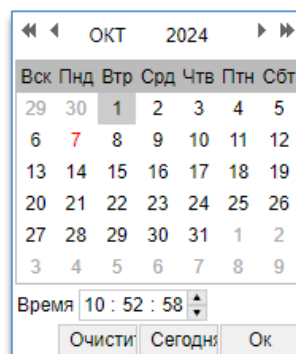 ОКТ 2024
Вск Пнд Втр Срд Чтв Птн Сбт
29 30 1 2 3 4 5
6 7 8 9 10 11 12
13 14 15 16 17 18 19
20 21 22 23 24 25 26
27 28 29 30 31 1 2
3 4 5 6 7 8 9
Время 10 : 52 : 58
Очистит Сегодня Ок